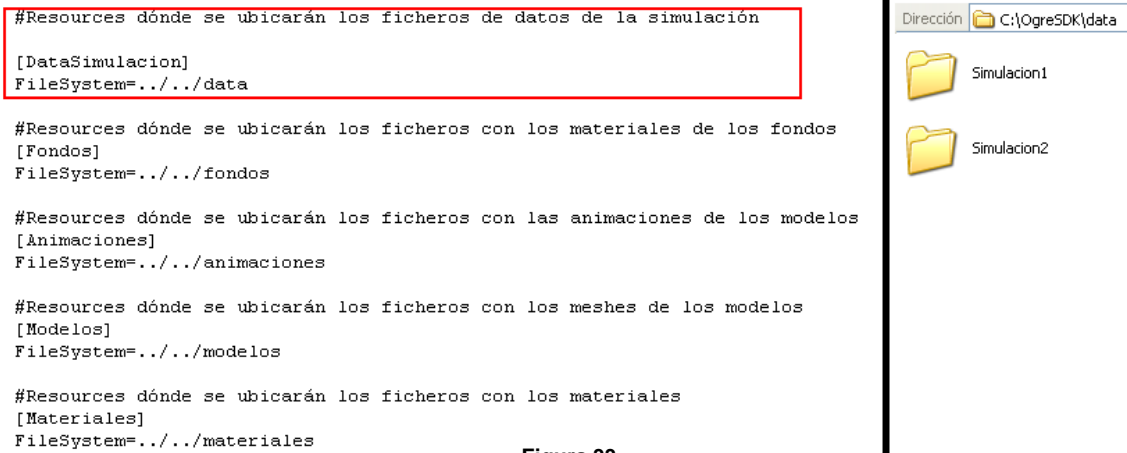 #Resources dónde se ubicarán los ficheros de datos de la simulación
[DataSimulacion]
FileSystem=../../data
#Resources dónde se ubicarán los ficheros con los materiales de los fondos
[Fondos]
FileSystem=../../fondos
#Resources dónde se ubicarán los ficheros con las animaciones de los modelos
[Animaciones]
FileSystem=../../animaciones
#Resources dónde se ubicarán los ficheros con los meshes de los modelos
[Modelos]
FileSystem=../../modelos
#Resources dónde se ubicarán los ficheros con los materiales
[Materiales]
FileSystem=../../materiales
Dirección C:\OgreSDK\data
Simulacion1
Simulacion2